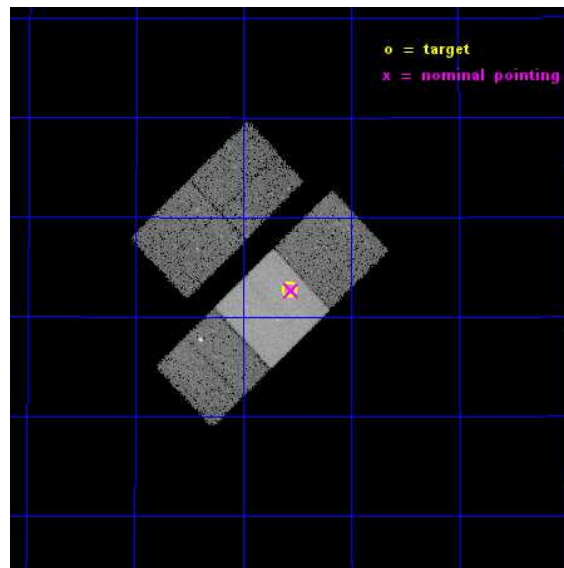 o = target
x = nominal pointing